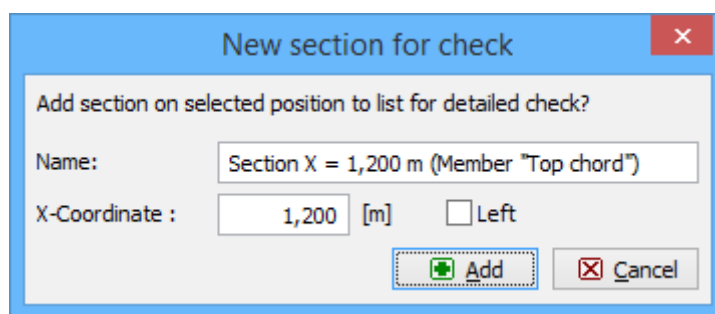 New section for check
Add section on selected position to list for detailed check?
Name: Section X = 1,200 m (Member "Top chord")
X-Coordinate : 1,200 [m] Left
Add Cancel